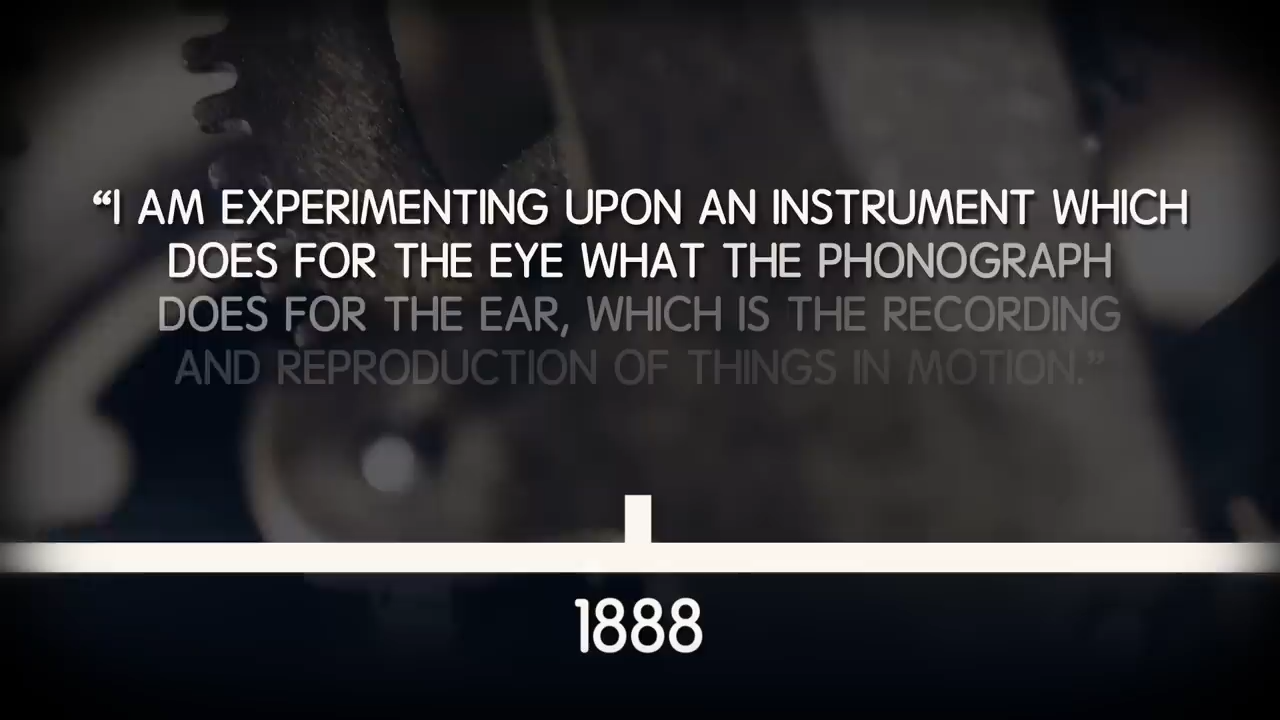 “I AM EXPERIMENTING UPON AN INSTRUMENT WHICH
DOES FOR THE EYE WHAT THE PHONOGRAPH
DOES FOR THE EAR, WHICH IS THE RECORDING
AND REPRODUCTION OF THINGS IN MOTION.”
1888